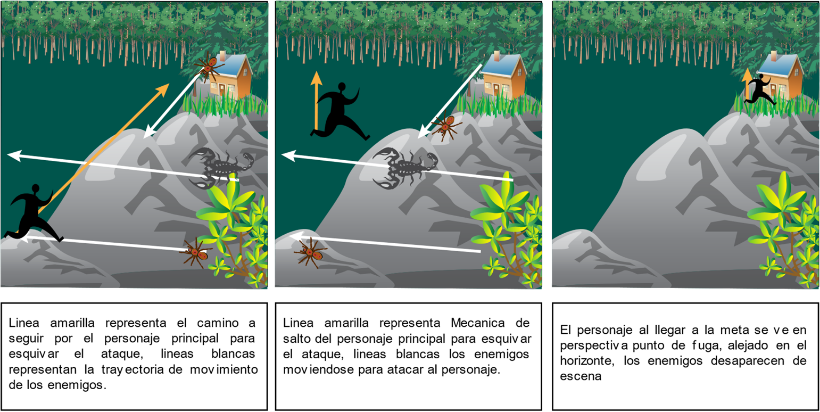 Linea amarilla representa el camino a
seguir por el personaje principal para
esquivar el ataque, lineas blancas
representan la trayectoria de movimiento
de los enemigos.
Linea amarilla representa Mecanica de
salto del personaje principal para esquivar
el ataque, lineas blancas los enemigos
moviendose para atacar al personaje.
El personaje al llegar a la meta se ve en
perspectiva punto de fuga, alejado en el
horizonte, los enemigos desaparecen de
escena